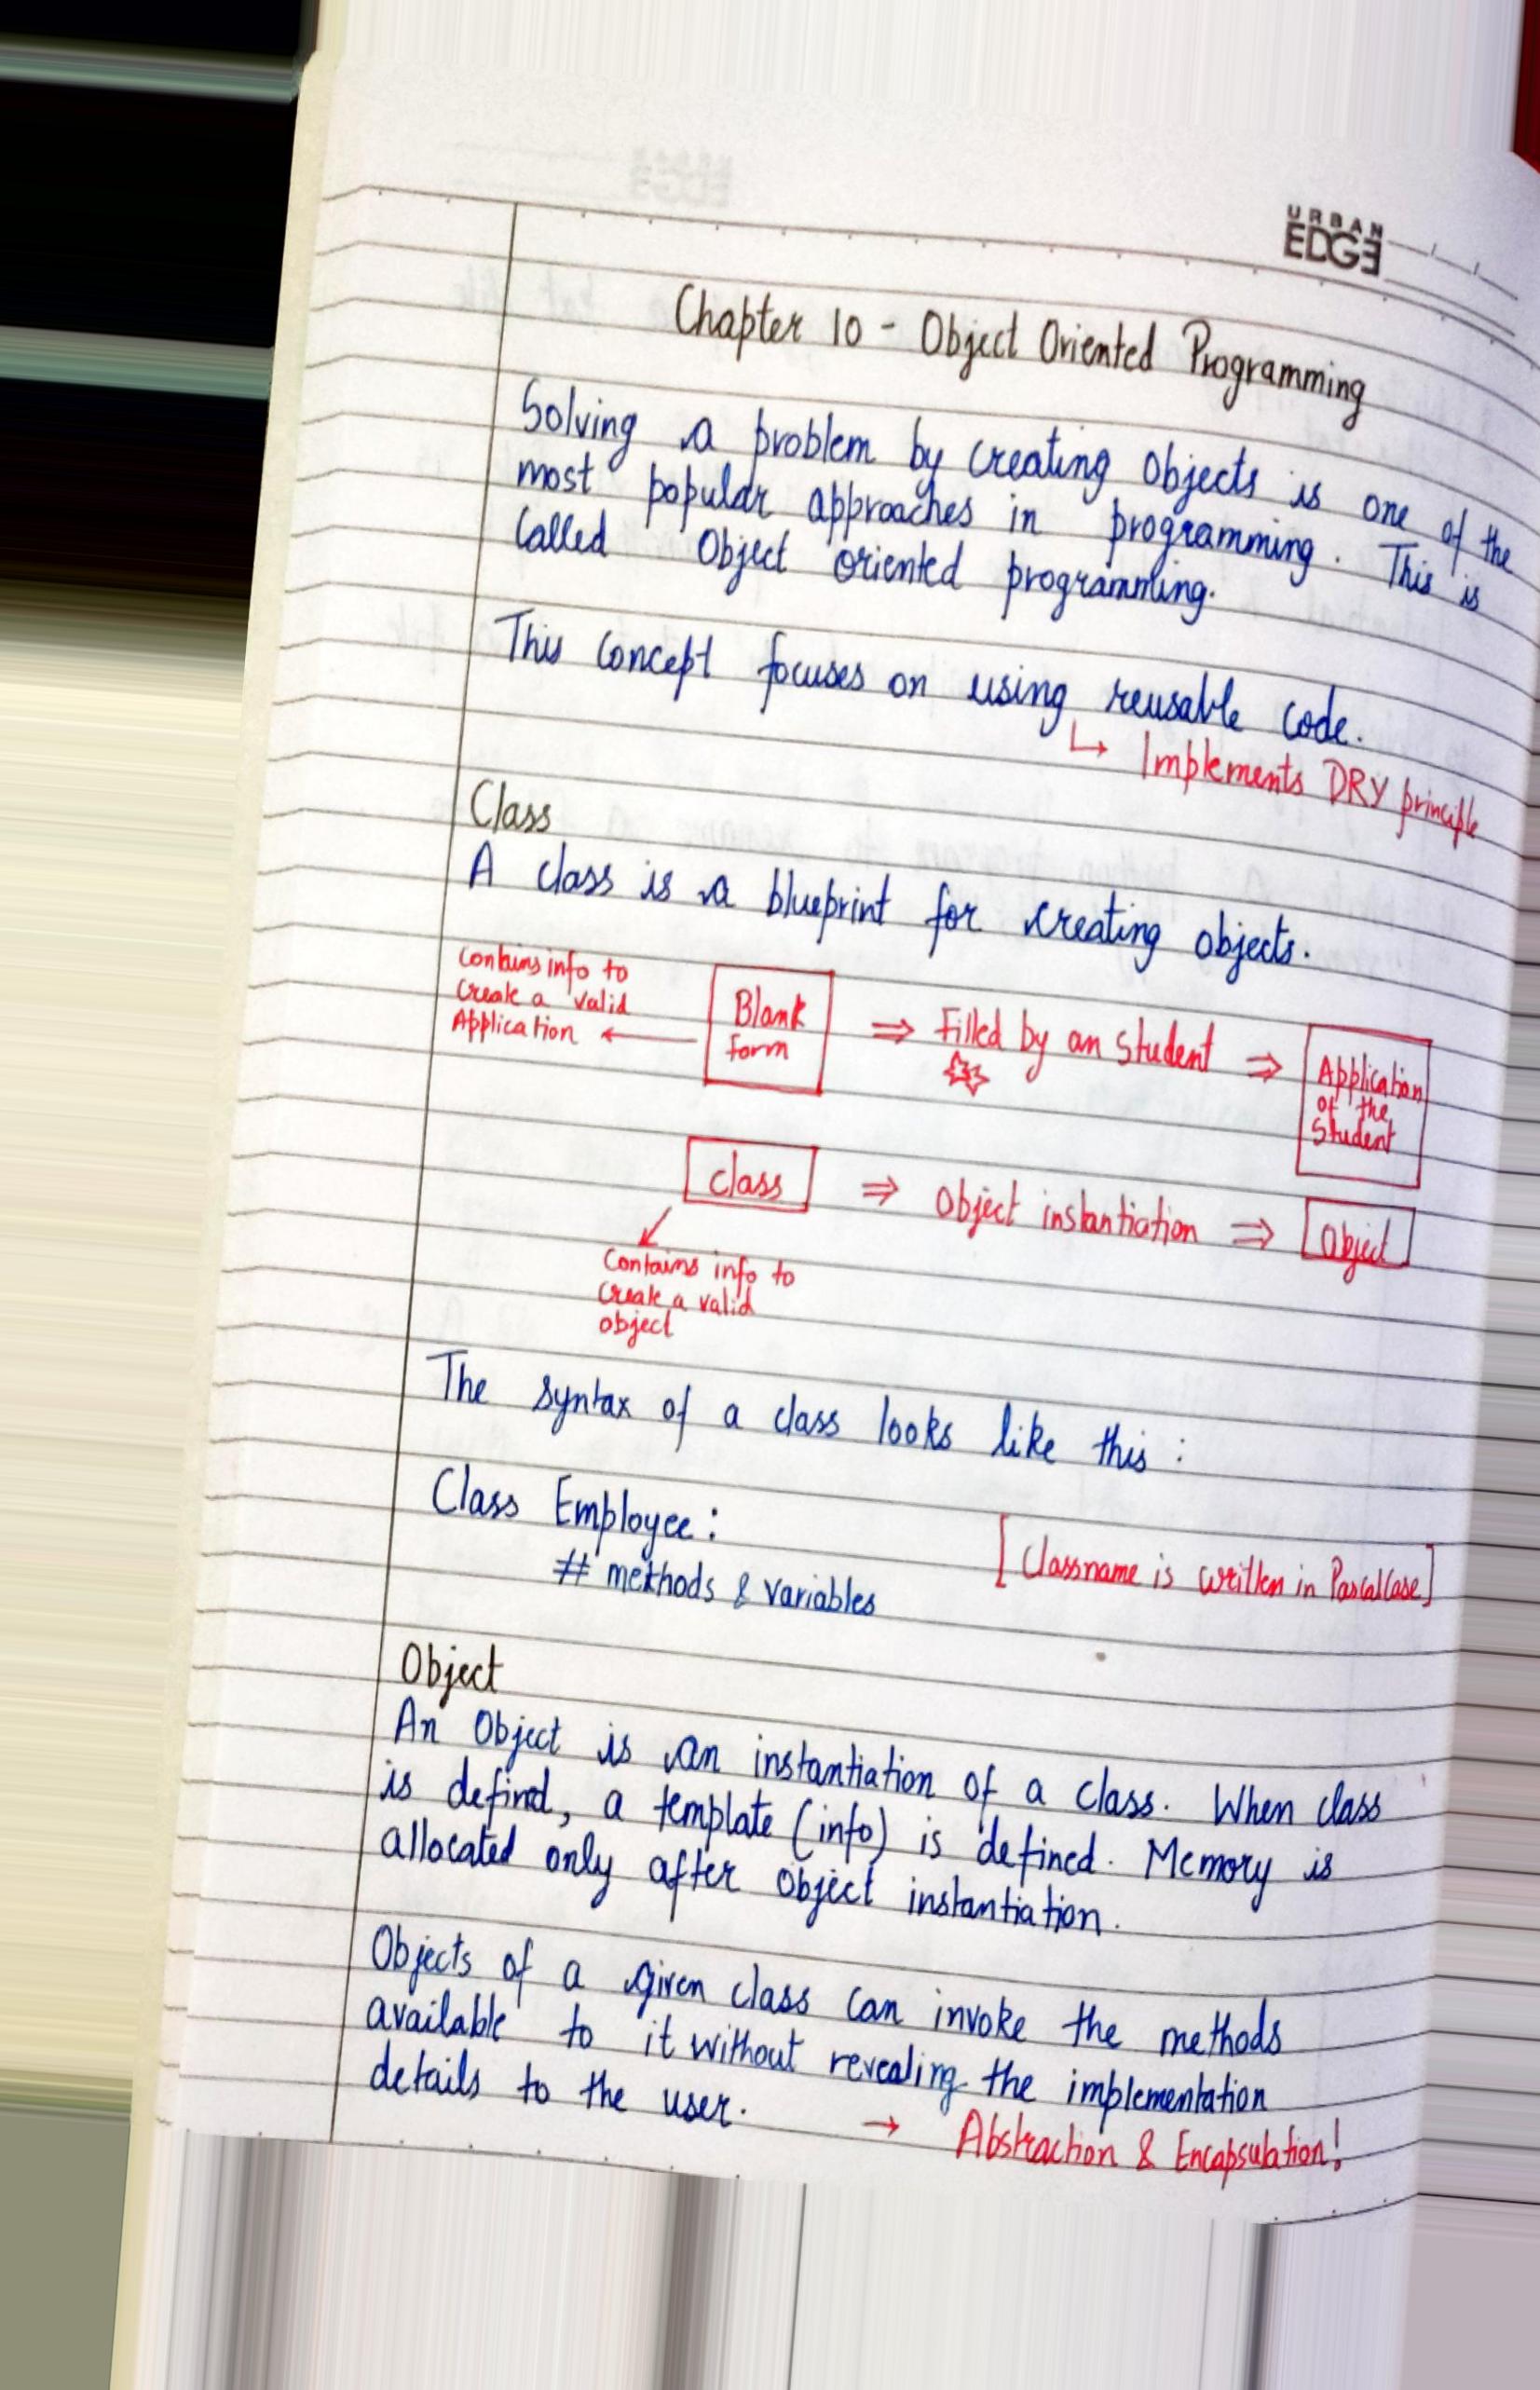 URBAN
EDGE
Chapter 10 - Object Oriented Programming
Solving a problem by creating objects is one of the
most popular approaches in programming. This is
called Object oriented programming.
This concept focuses on using reusable code.
↳ Implements DRY principle
Class
A class is a blueprint for creating objects.
Contains info to
Create a valid
Application ←
Blank
form
⇒ Filled by an student ⇒
Application
of the
Student
class ⇒ Object instantiation ⇒ Object
Contains info to
Create a valid
object
The syntax of a class looks like this :
Class Employee :
# methods & variables
[Classname is written in PascalCase]
Object
An Object is an instantiation of a class. When class
is defined, a template (info) is defined. Memory is
allocated only after object instantiation.
Objects of a given class can invoke the methods
available to it without revealing the implementation
details to the user.
→ Abstraction & Encapsulation!